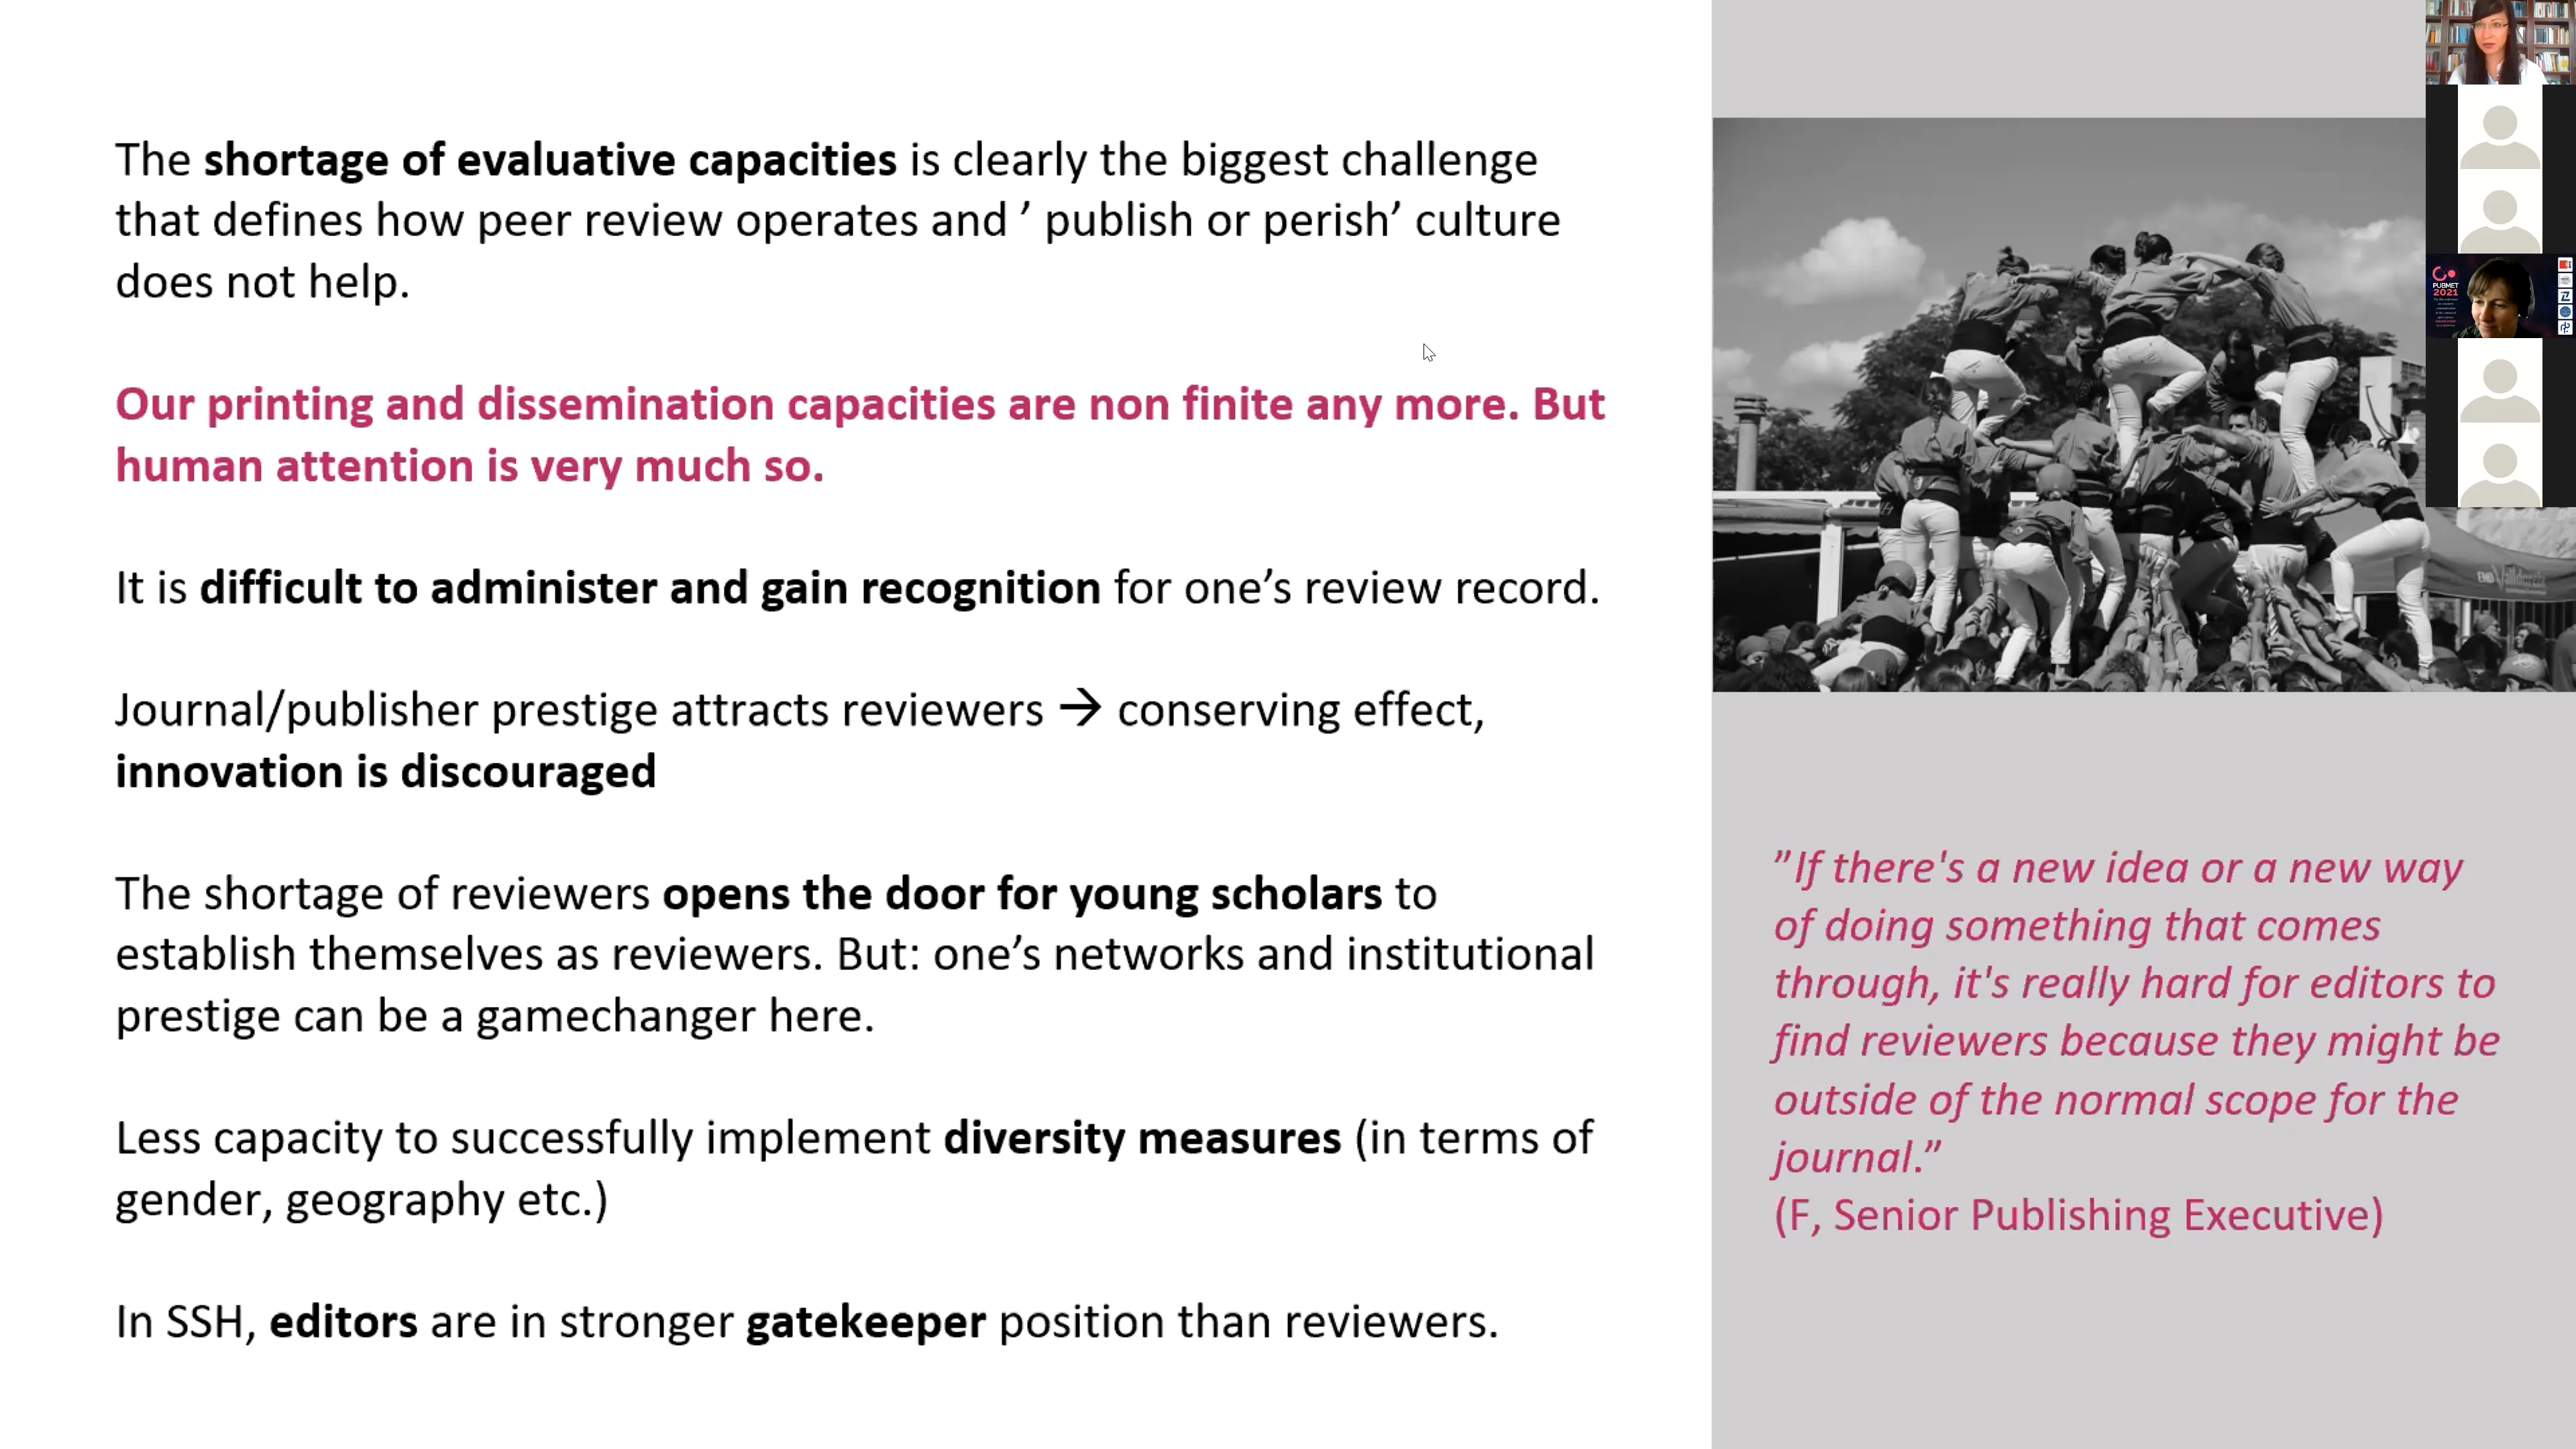 The shortage of evaluative capacities is clearly the biggest challenge
that defines how peer review operates and ’ publish or perish’ culture
does not help.
Our printing and dissemination capacities are non finite any more. But
human attention is very much so.
It is difficult to administer and gain recognition for one’s review record.
Journal/publisher prestige attracts reviewers → conserving effect,
innovation is discouraged
The shortage of reviewers opens the door for young scholars to
establish themselves as reviewers. But: one’s networks and institutional
prestige can be a gamechanger here.
Less capacity to successfully implement diversity measures (in terms of
gender, geography etc.)
In SSH, editors are in stronger gatekeeper position than reviewers.
”If there's a new idea or a new way
of doing something that comes
through, it's really hard for editors to
find reviewers because they might be
outside of the normal scope for the
journal.”
(F, Senior Publishing Executive)
PUBMET
2021